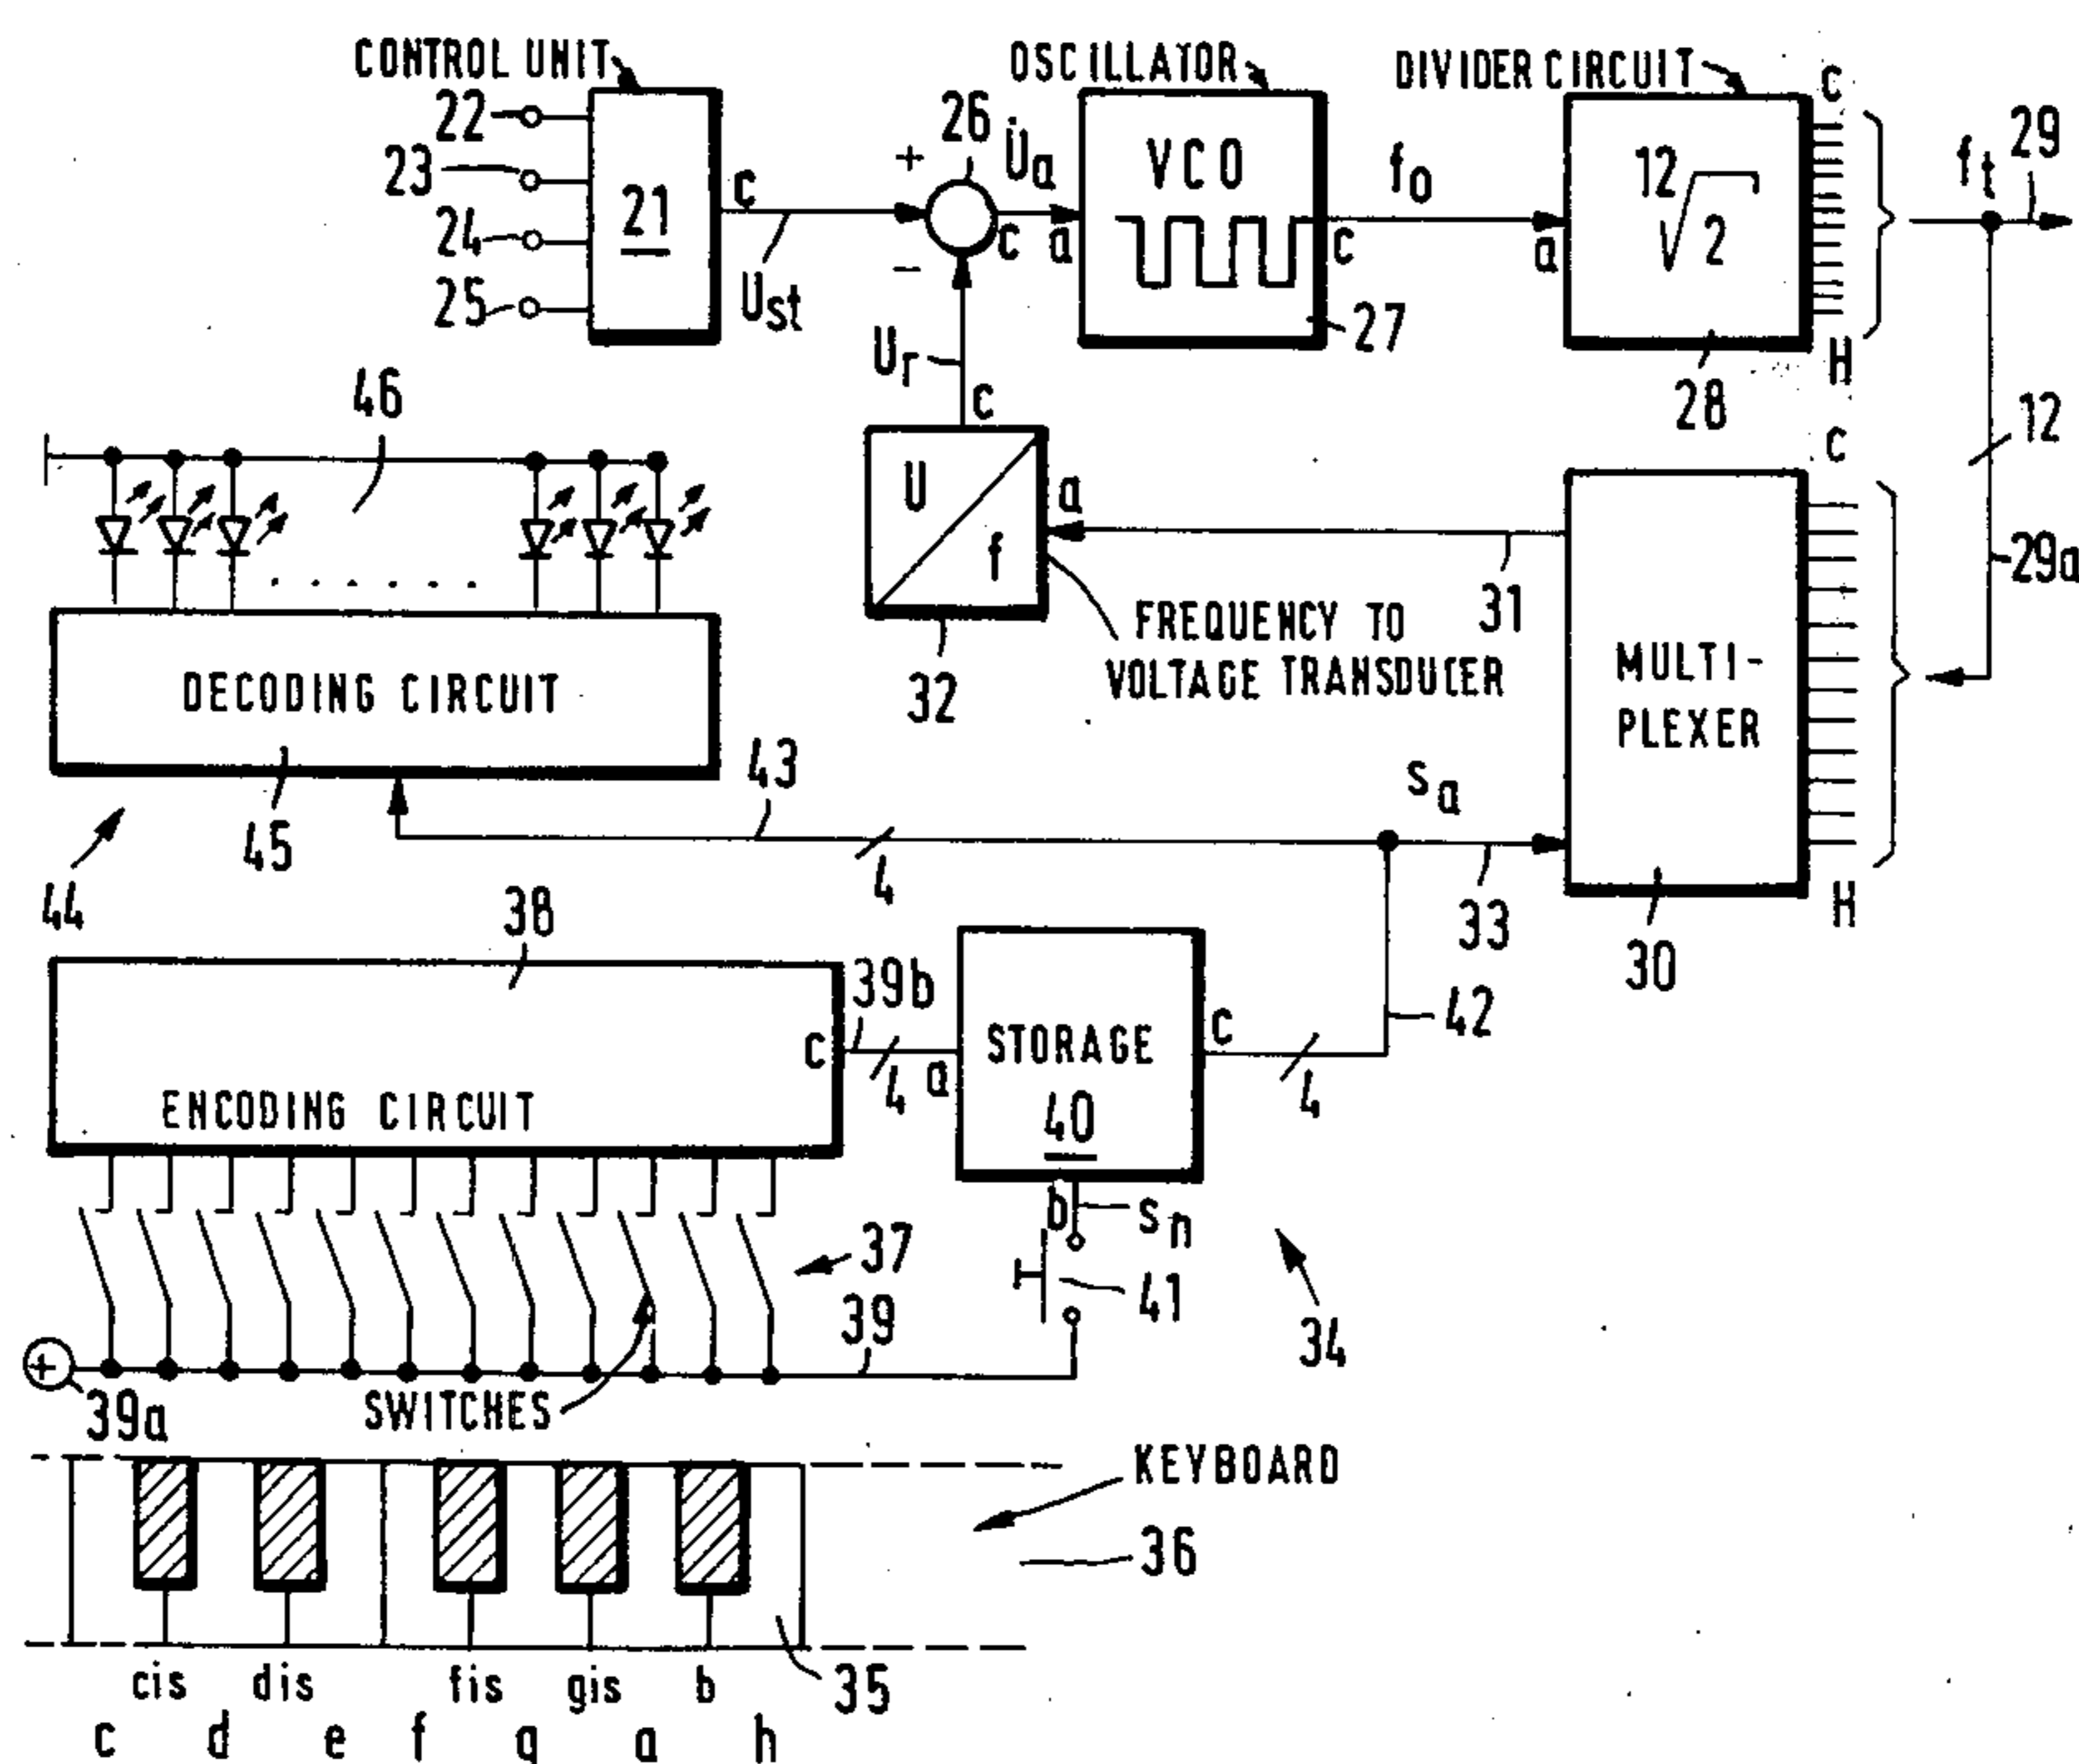 CONTROL UNIT
22
23
24
25
21
c
Ust
+
-
26
Ua
c
a
OSCILLATOR
VCO
c
27
fo
DIVIDER CIRCUIT
a
12√2
28
C
H
ft
29
12
29a
Ur
c
U
f
a
32
FREQUENCY TO
VOLTAGE TRANSDUCER
31
C
MULTI-
PLEXER
H
30
46
DECODING CIRCUIT
45
44
43
4
sa
33
42
38
ENCODING CIRCUIT
c
39b
4
a
STORAGE
40
c
4
b
sn
41
34
37
39
+
39a
SWITCHES
KEYBOARD
36
35
cis dis fis gis b
c d e f g a h